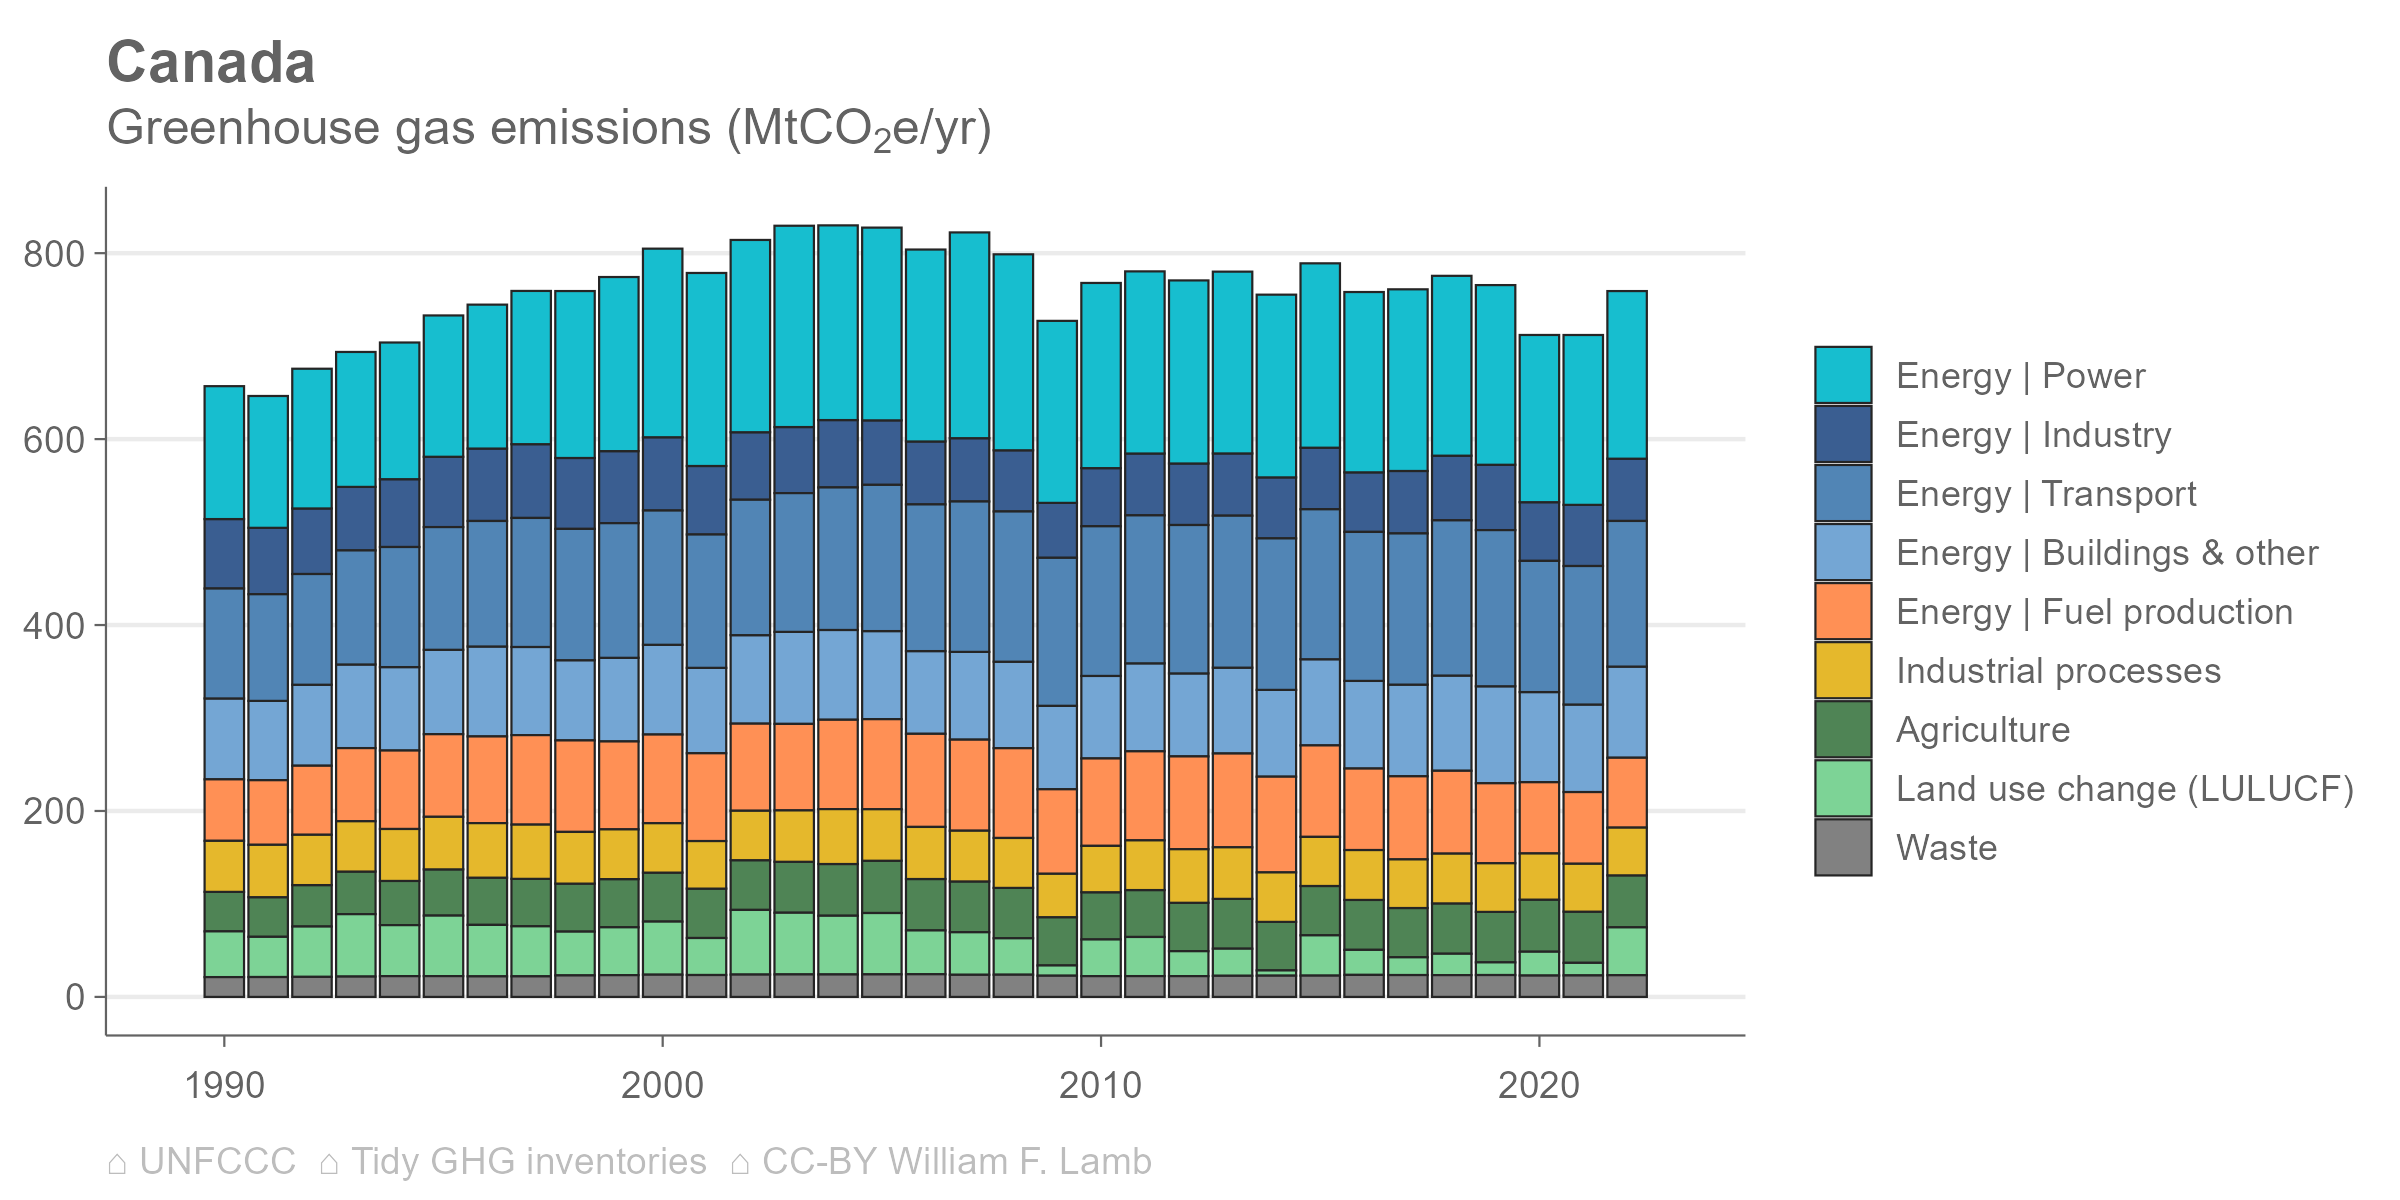 Canada
Greenhouse gas emissions (MtCO₂e/yr)
800
600
400
200
0
1990 2000 2010 2020
Energy | Power
Energy | Industry
Energy | Transport
Energy | Buildings & other
Energy | Fuel production
Industrial processes
Agriculture
Land use change (LULUCF)
Waste
⌂ UNFCCC ⌂ Tidy GHG inventories ⌂ CC-BY William F. Lamb